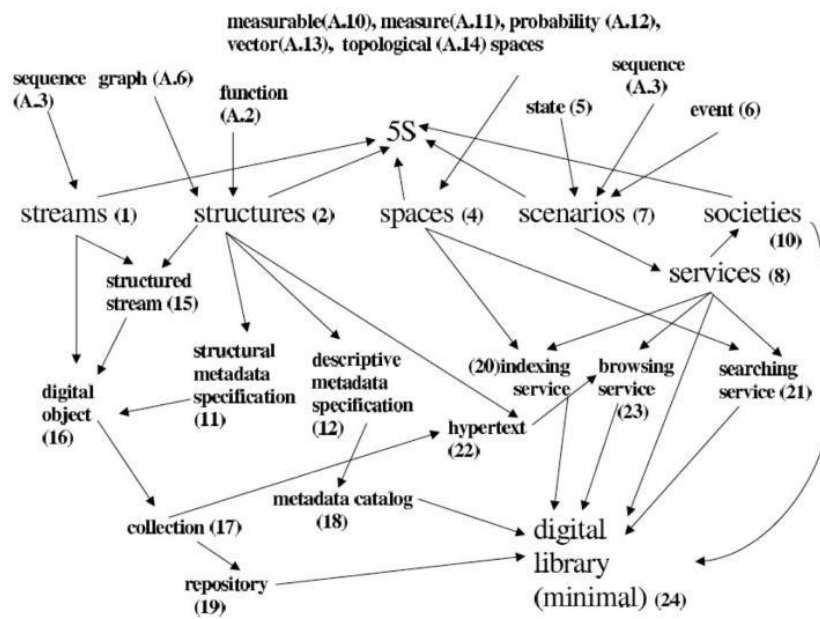 measurable(A.10), measure(A.11), probability (A.12),
vector(A.13), topological (A.14) spaces
sequence
(A.3)
graph (A.6)
function
(A.2)
sequence
(A.3)
state (5)
event (6)
5S
streams (1)
structures (2)
spaces (4)
scenarios (7)
societies
(10)
services (8)
structured
stream (15)
structural
metadata
specification
(11)
descriptive
metadata
specification
(12)
(20)indexing
service
browsing
service
(23)
searching
service (21)
digital
object
(16)
hypertext
(22)
collection (17)
metadata catalog
(18)
digital
library
(minimal) (24)
repository
(19)